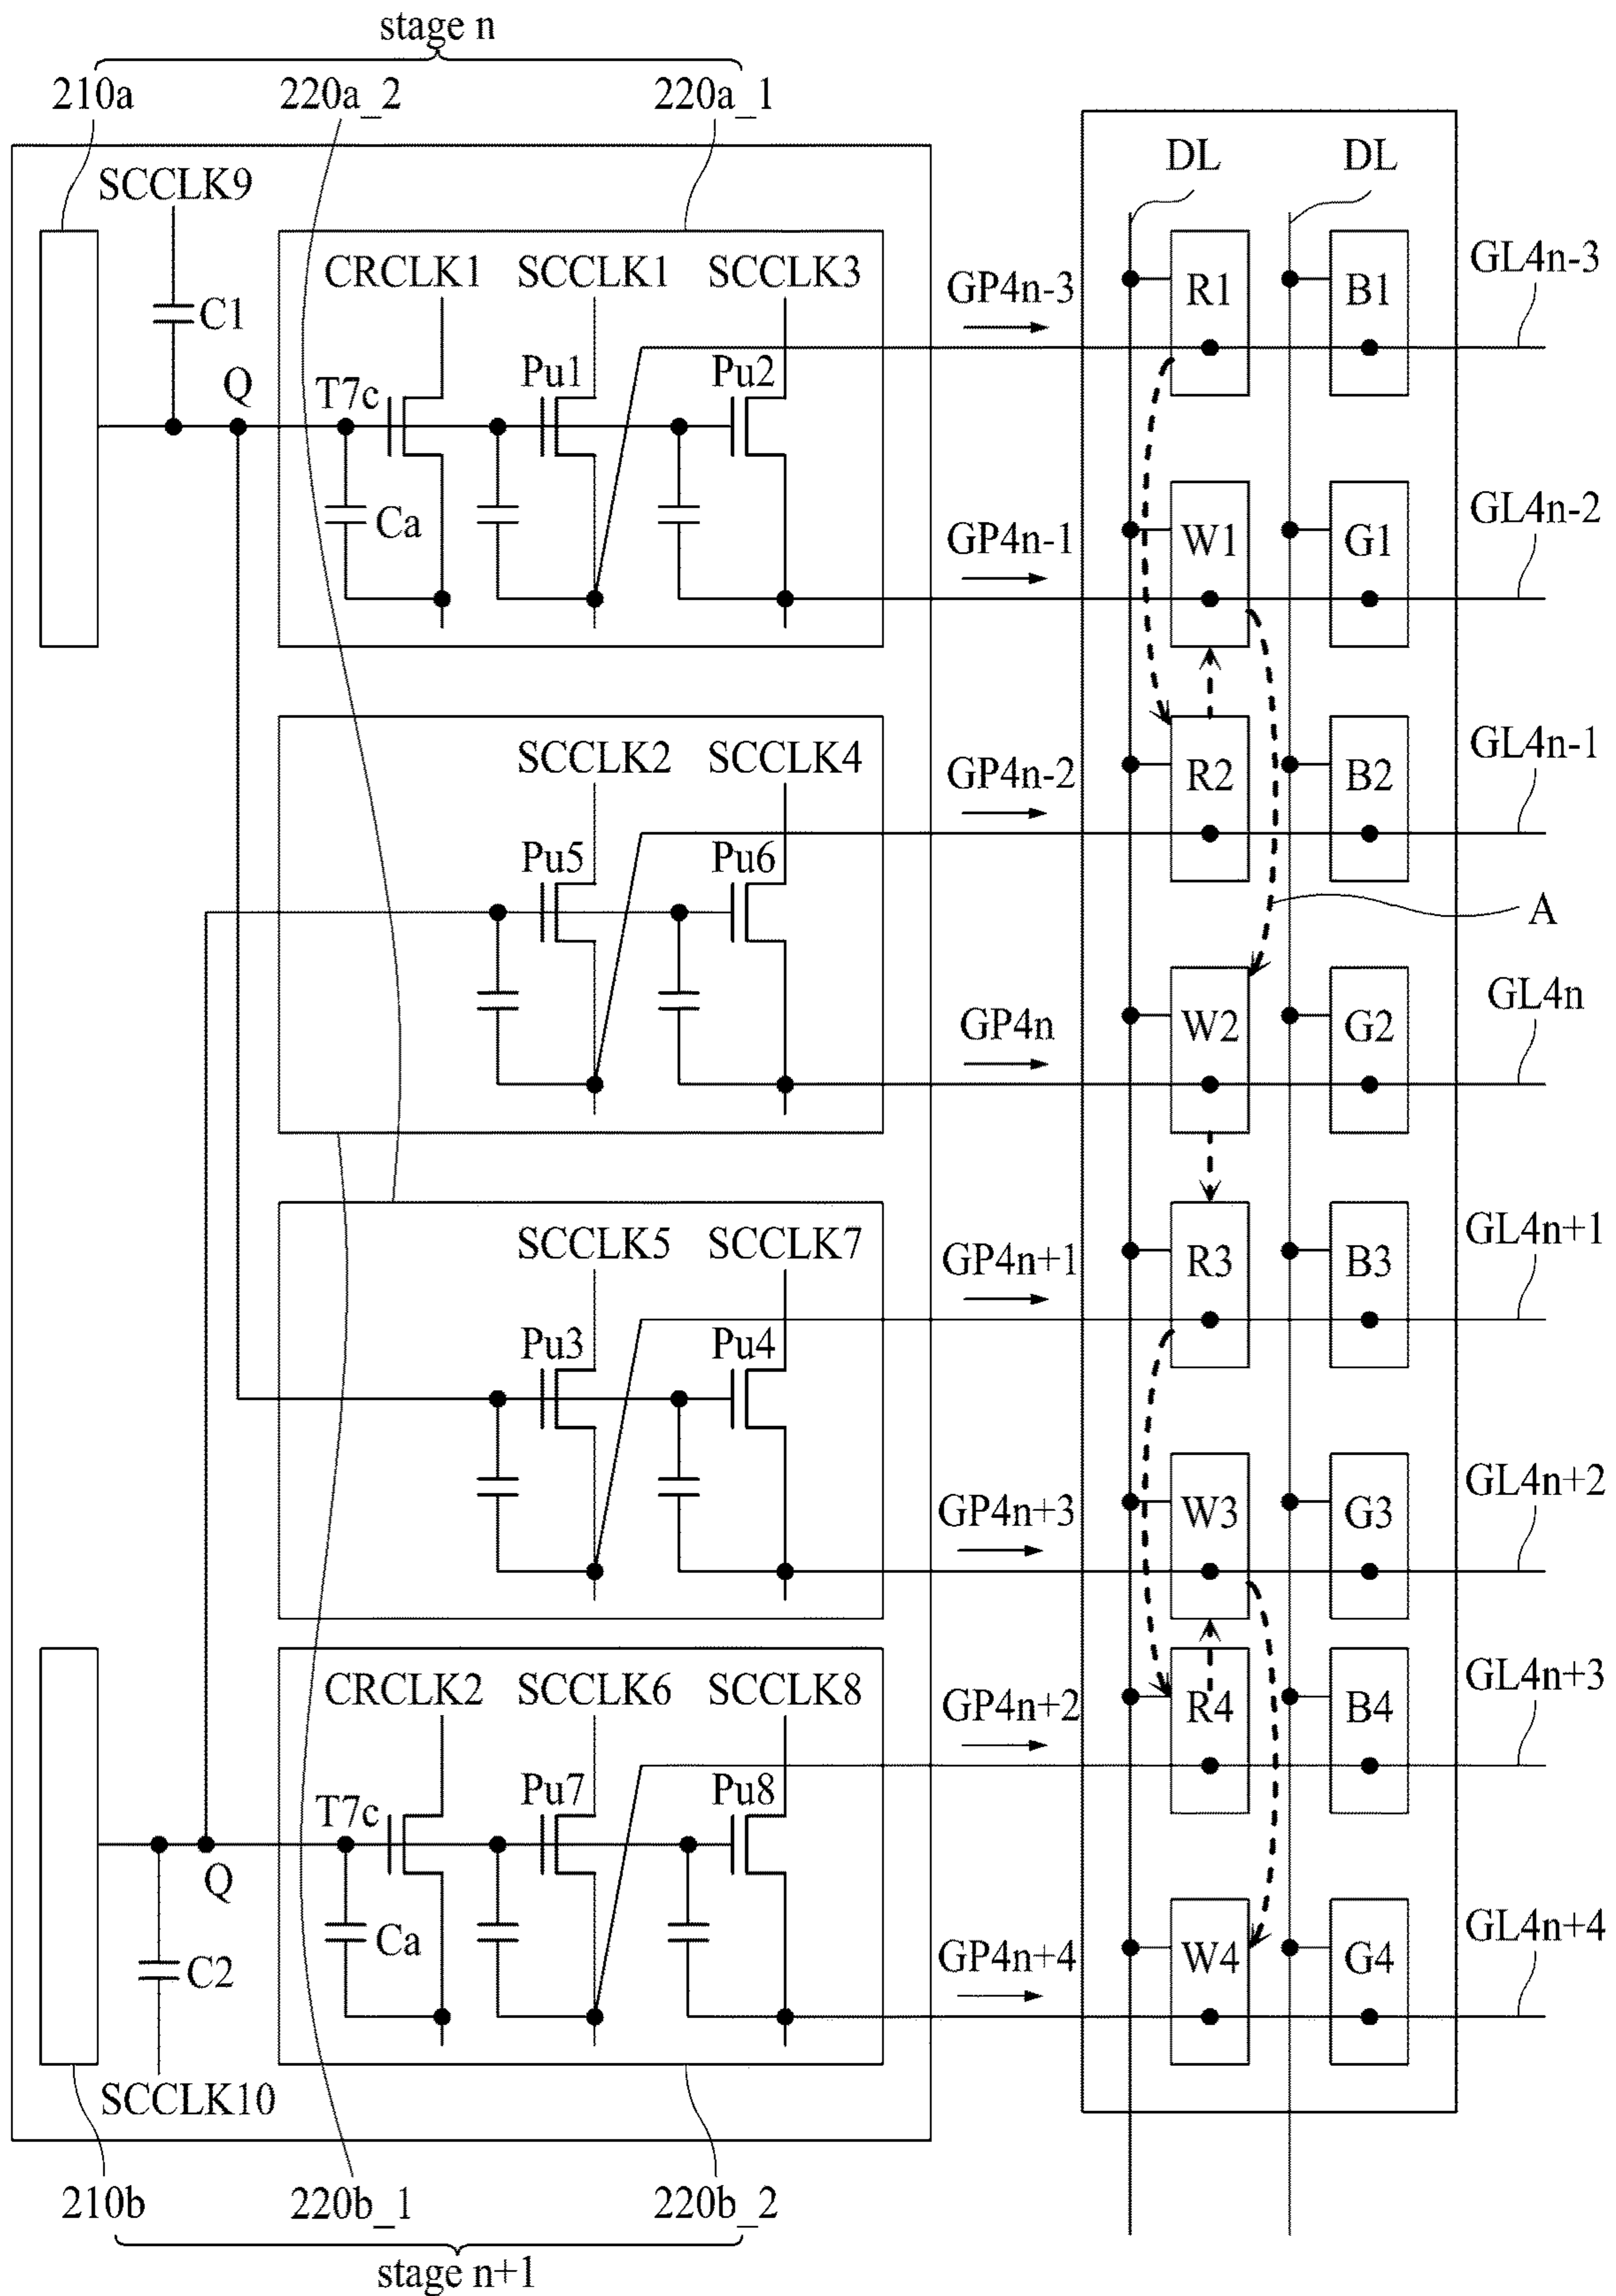 stage n
210a 220a_2 220a_1
SCCLK9
DL DL
CRCLK1 SCCLK1 SCCLK3
GP4n-3
R1 B1
GL4n-3
C1
Q
T7c Pu1 Pu2
Ca
GP4n-1
W1 G1
GL4n-2
SCCLK2 SCCLK4
GP4n-2
R2 B2
GL4n-1
Pu5 Pu6
A
GP4n
W2 G2
GL4n
SCCLK5 SCCLK7
GP4n+1
R3 B3
GL4n+1
Pu3 Pu4
GP4n+3
W3 G3
GL4n+2
CRCLK2 SCCLK6 SCCLK8
GP4n+2
R4 B4
GL4n+3
T7c Pu7 Pu8
Q
Ca
C2
GP4n+4
W4 G4
GL4n+4
SCCLK10
210b 220b_1 220b_2
stage n+1